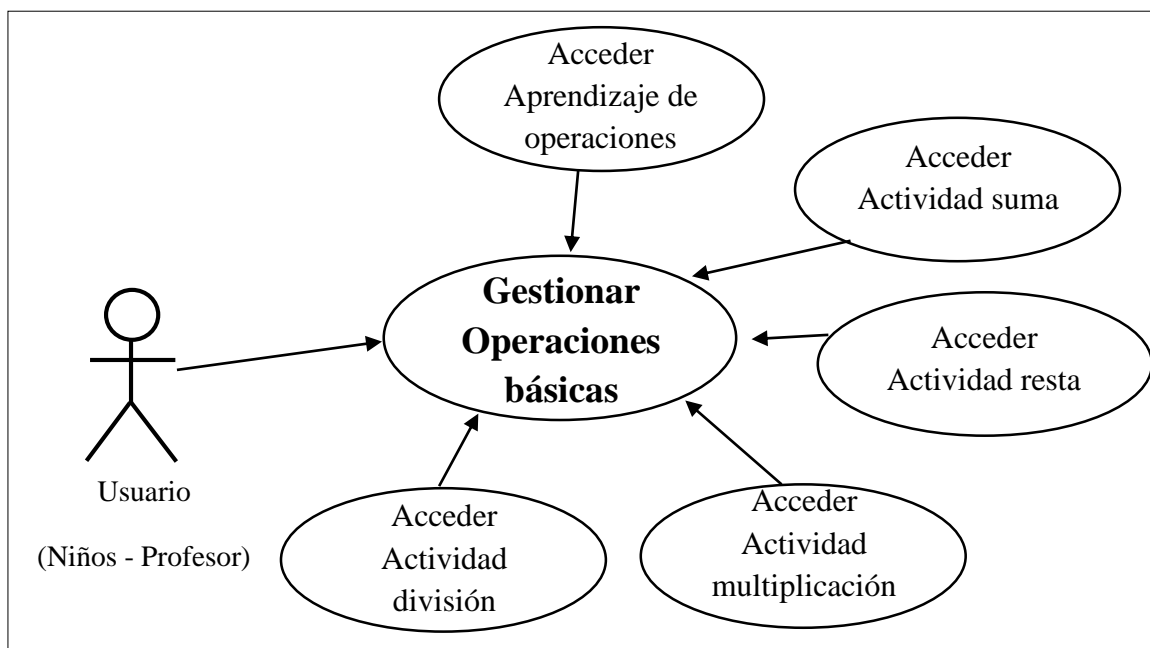 Acceder
Aprendizaje de
operaciones
Acceder
Actividad suma
Gestionar
Operaciones
básicas
Acceder
Actividad resta
Usuario
(Niños - Profesor)
Acceder
Actividad
división
Acceder
Actividad
multiplicación